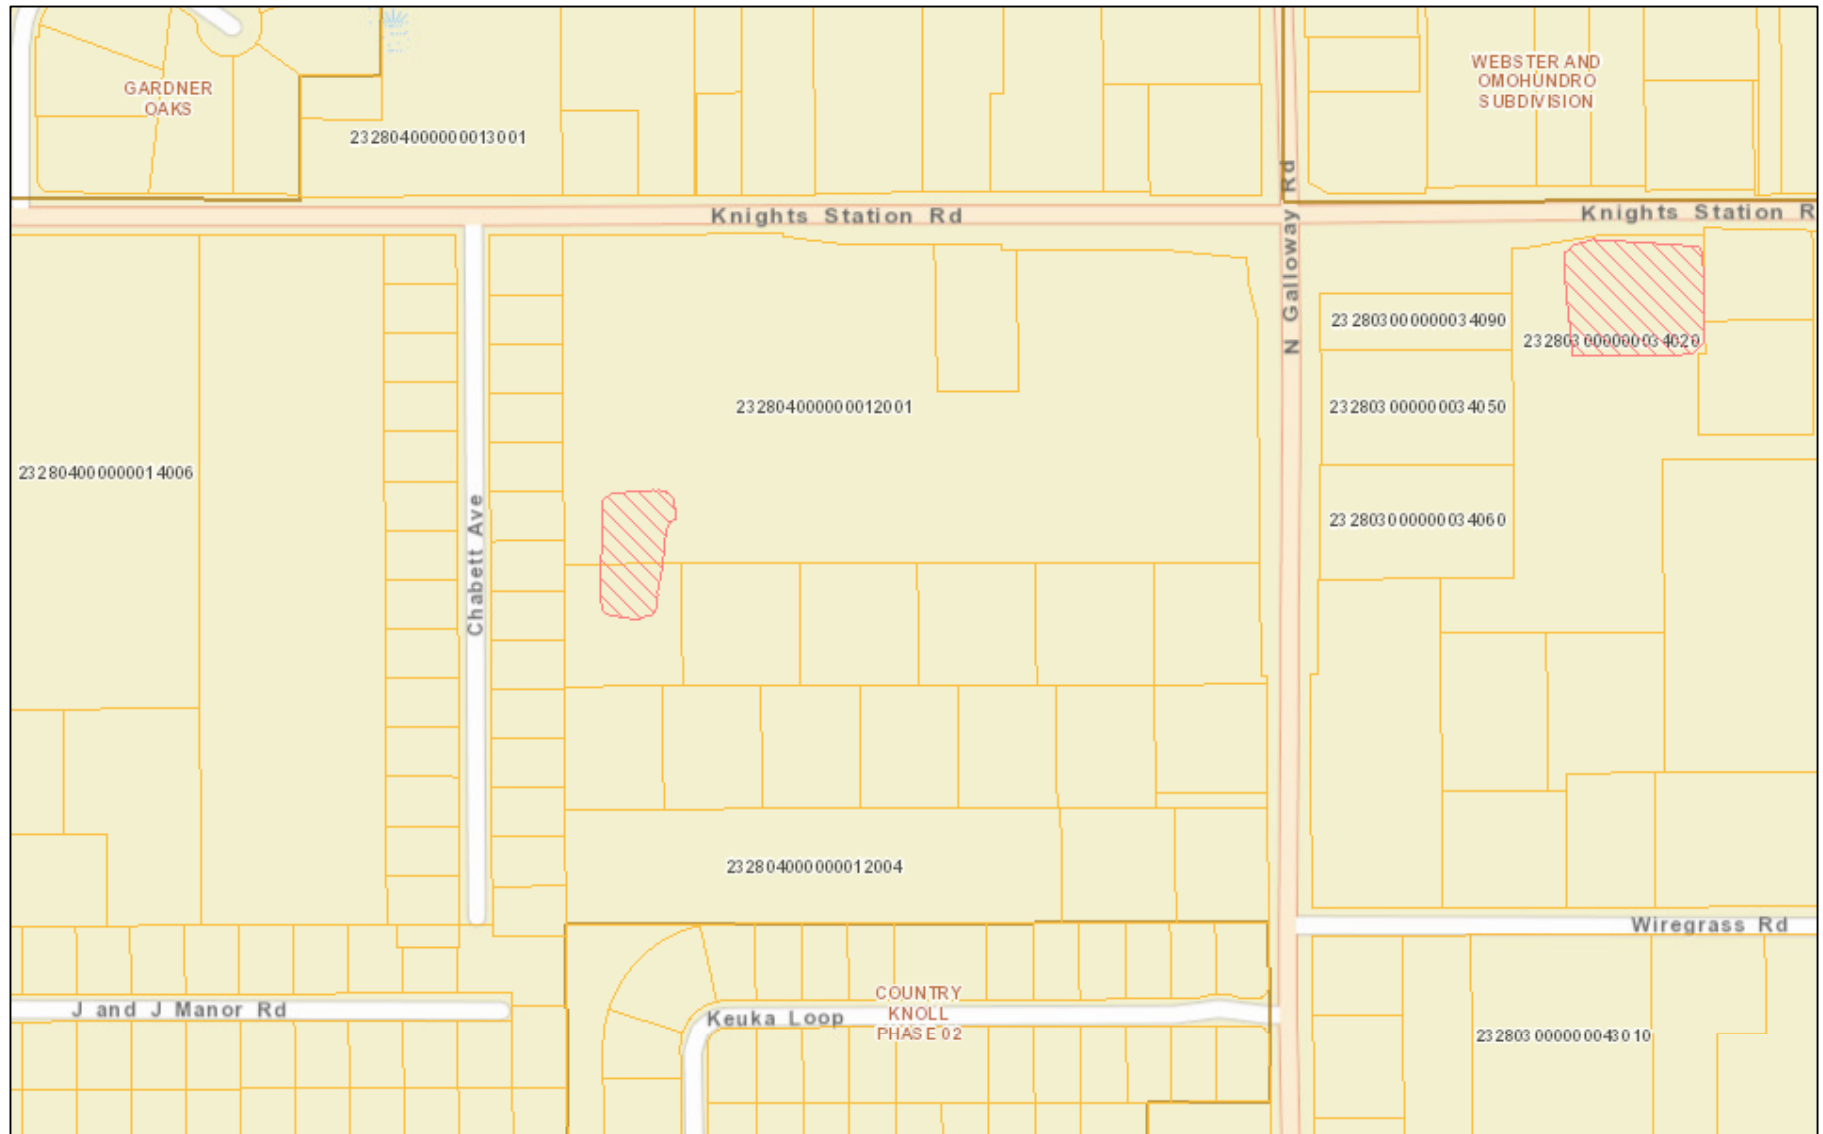 GARDNER
OAKS
WEBSTER AND
OMOHUNDRO
SUBDIVISION
232804000000013001
Knights Station Rd
Knights Station R
N Galloway Rd
232803000000034090
232803000000034020
232804000000012001
232803000000034050
232804000000014006
232803000000034060
Chabett Ave
232804000000012004
Wiregrass Rd
COUNTRY
KNOLL
PHASE 02
J and J Manor Rd
Keuka Loop
232803000000043010